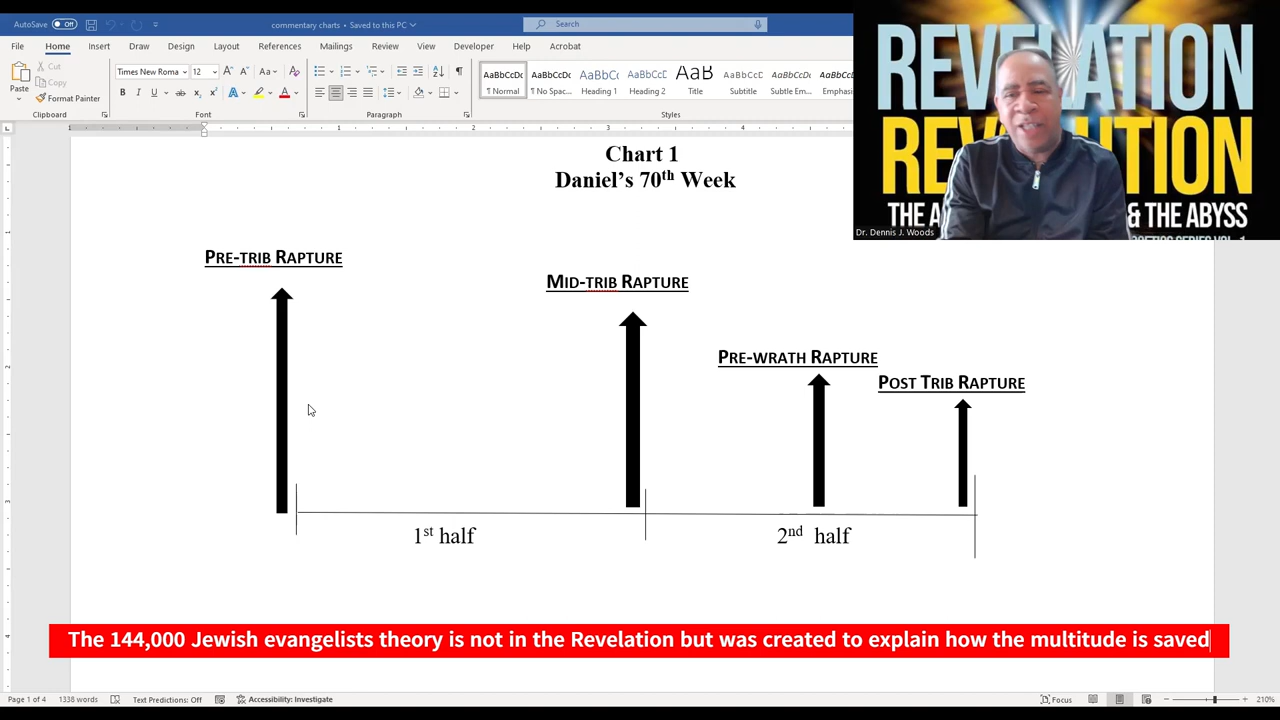 AutoSave Off
commentary charts • Saved to this PC
Search
File Home Insert Draw Design Layout References Mailings Review View Developer Help Acrobat
Paste
Cut
Copy
Format Painter
Times New Roma 12
AaBbCcDc ¶ Normal
AaBbCcDc ¶ No Spac...
AaBbCc Heading 1
AaBbCcD Heading 2
AaB Title
AaBbCcD Subtitle
AaBbCcDc Subtle Em...
AaBbCcDc Emphasis
Clipboard Font Paragraph Styles
REVELATION
THE
& THE ABYSS
Dr. Dennis J. Woods
Chart 1
Daniel’s 70th Week
PRE-TRIB RAPTURE
MID-TRIB RAPTURE
PRE-WRATH RAPTURE
POST TRIB RAPTURE
1st half
2nd half
The 144,000 Jewish evangelists theory is not in the Revelation but was created to explain how the multitude is saved
Page 1 of 4 1338 words Text Predictions: Off Accessibility: Investigate Focus 210%